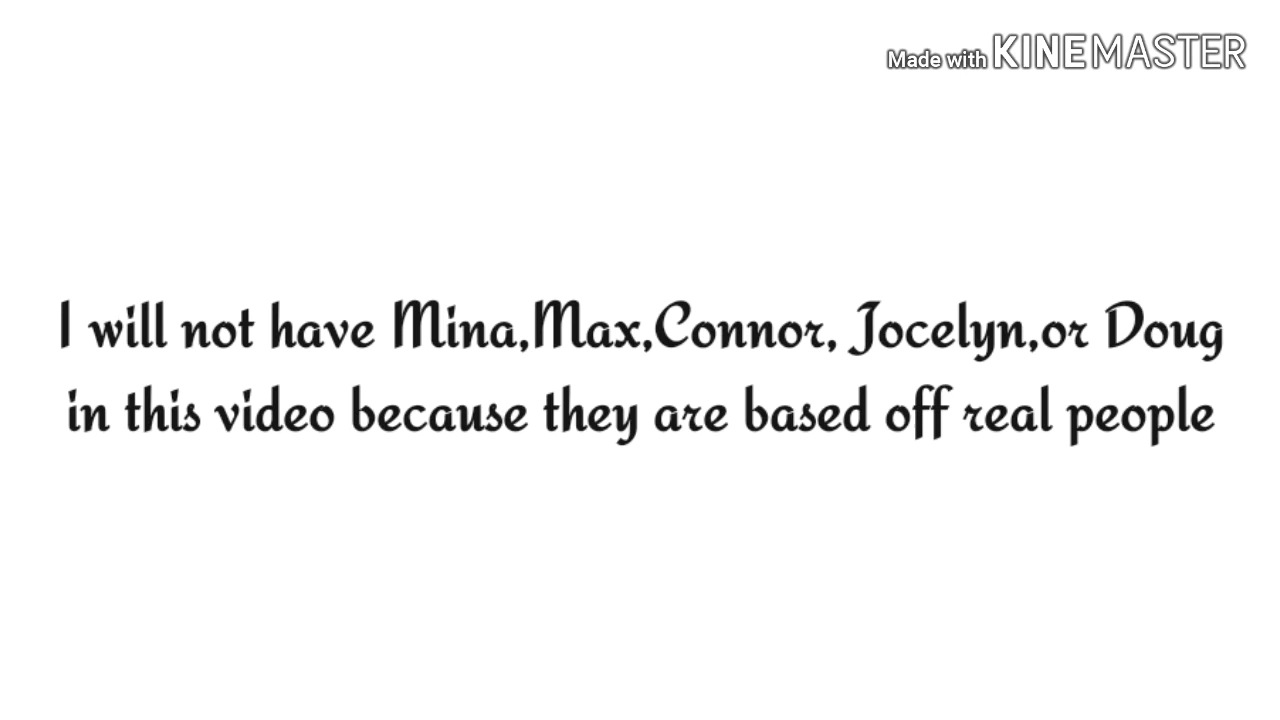 Made with KINEMASTER
I will not have Mina,Max,Connor, Jocelyn,or Doug
in this video because they are based off real people